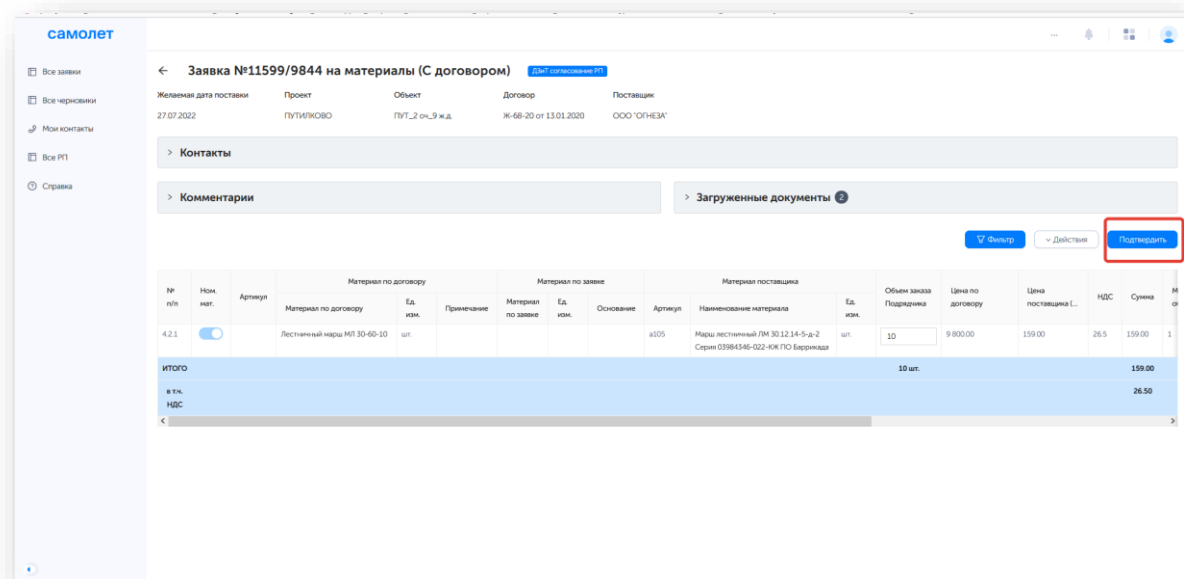 самолет
Все заявки
Все черновики
Мои контакты
Все РП
Справка
Заявка №11599/9844 на материалы (С договором) ДЗиТ согласование РП
Желаемая дата поставки Проект Объект Договор Поставщик
27.07.2022 ПУТИЛКОВО ПУТ_2 оч_9 ж.д. Ж-68-20 от 13.01.2020 ООО "ОГНЕЗА"
Контакты
Комментарии
Загруженные документы 2
Фильтр Действия Подтвердить
Материал по договору Материал по заявке Материал поставщика
№ п/п Ном. мат. Артикул Материал по договору Ед. изм. Примечание Материал по заявке Ед. изм. Основание Артикул Наименование материала Ед. изм. Объем заказа Подрядчика Цена по договору Цена поставщика (... НДС Сумма
4.2.1 Лестничный марш МЛ 30-60-10 шт. а105 Марш лестничный ЛМ 30.12.14-5-д-2 шт. 10 9 800.00 159.00 26.5 159.00 1
Серия 03984346-022-КЖ ПО Баррикада
ИТОГО 10 шт. 159.00
в т.ч. 26.50
НДС